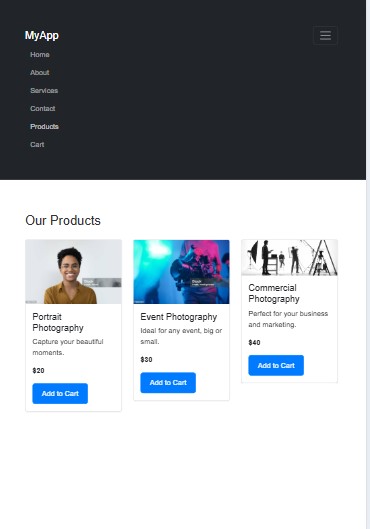 MyApp
Home
About
Services
Contact
Products
Cart
Our Products
Portrait
Photography
Capture your beautiful
moments.
$20
Add to Cart
Event Photography
Ideal for any event, big or
small.
$30
Add to Cart
Commercial
Photography
Perfect for your business
and marketing.
$40
Add to Cart